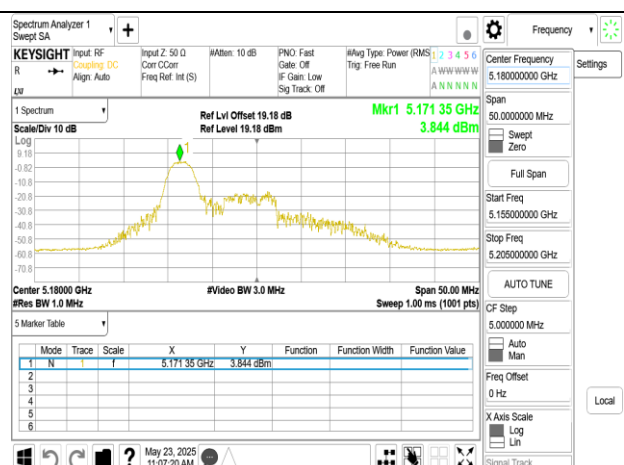 Spectrum Analyzer 1
Swept SA
Frequency
KEYSIGHT
R
LXI
Input: RF
Coupling: DC
Align: Auto
Input Z: 50 Ω
Corr CCorr
Freq Ref: Int (S)
#Atten: 10 dB
PNO: Fast
Gate: Off
IF Gain: Low
Sig Track: Off
#Avg Type: Power (RMS
Trig: Free Run
1 2 3 4 5 6
A W W W W W
A N N N N N
1 Spectrum
Scale/Div 10 dB
Ref Lvl Offset 19.18 dB
Ref Level 19.18 dBm
Mkr1 5.171 35 GHz
3.844 dBm
Log
1
9.18
-0.82
-10.8
-20.8
-30.8
-40.8
-50.8
-60.8
-70.8
Center 5.18000 GHz
#Res BW 1.0 MHz
#Video BW 3.0 MHz
Span 50.00 MHz
Sweep 1.00 ms (1001 pts)
5 Marker Table
Mode Trace Scale X Y Function Function Width Function Value
1 N 1 f 5.171 35 GHz 3.844 dBm
2
3
4
5
6
May 23, 2025
11:07:20 AM
Center Frequency
5.180000000 GHz
Settings
Span
50.0000000 MHz
Swept
Zero
Full Span
Start Freq
5.155000000 GHz
Stop Freq
5.205000000 GHz
AUTO TUNE
CF Step
5.000000 MHz
Auto
Man
Freq Offset
0 Hz
Local
X Axis Scale
Log
Lin
Signal Track